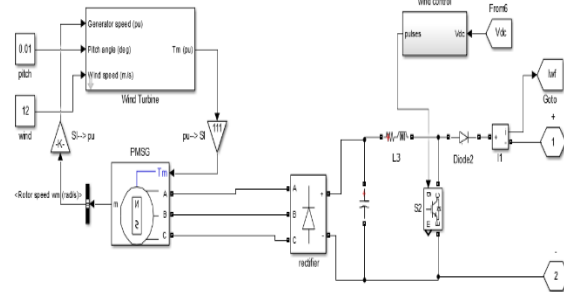 wind control
Generator speed (pu)
0.01
pitch
Pitch angle (deg)
Tm (pu)
pulses
Vdc
From6
12
wind
Wind speed (m/s)
Wind Turbine
Iwf
Goto
-K-
SI--> pu
pu--> SI
111
+
1
PMSG
Tm
L3
Diode2
I1
<Rotor speed wm (rad/s)>
m
N
S
A
B
C
A
B
C
+
-
rectifier
S2
g
C
m
E
-
2